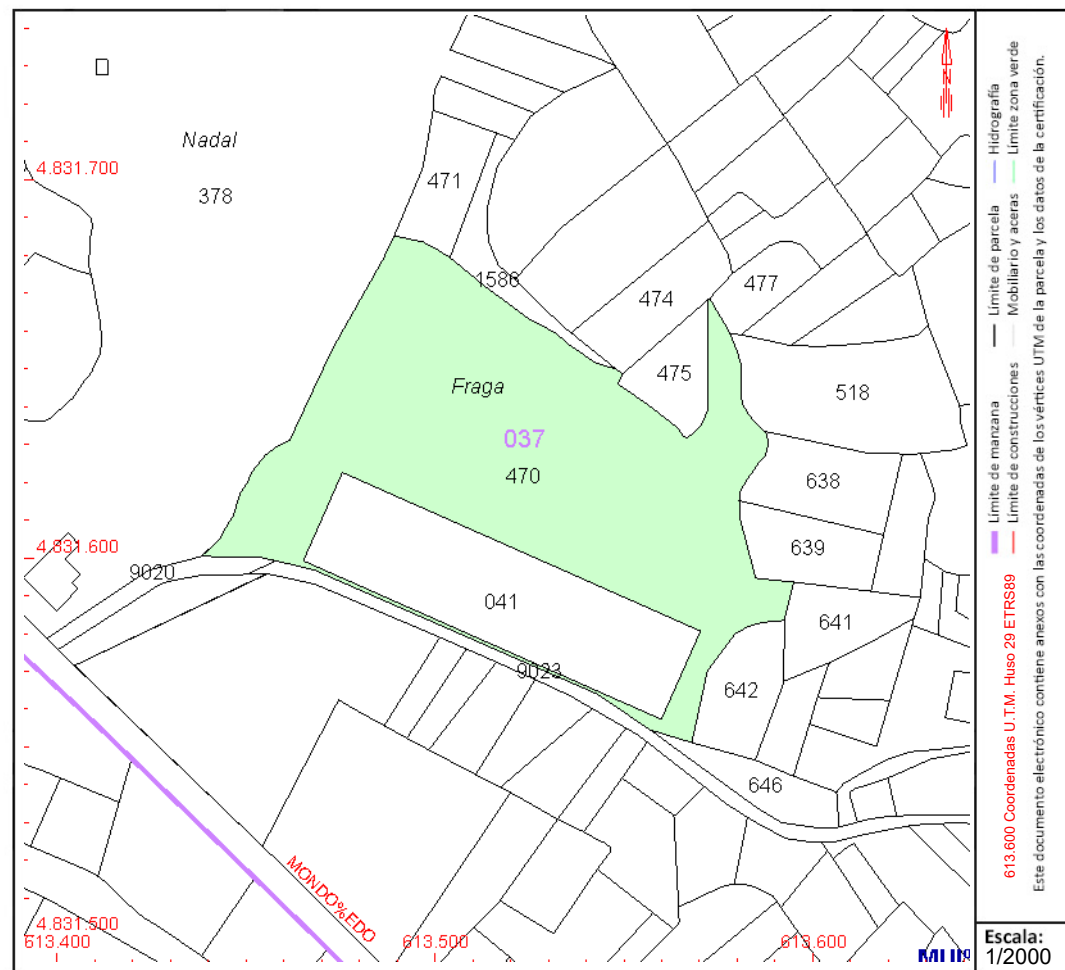 Nadal
4.831.700
471
378
1586
477
474
475
518
Fraga
037
470
638
4.831.600
639
9020
041
641
9023
642
646
MONDO%EDO
4.831.500
613.400
613.500
613.600
N
Límite de manzana
Límite de parcela
Hidrografía
Límite de construcciones
Mobiliario y aceras
Límite zona verde
613.600 Coordenadas U.T.M. Huso 29 ETRS89
Este documento electrónico contiene anexos con las coordenadas de los vértices UTM de la parcela y los datos de la certificación.
Escala:
1/2000